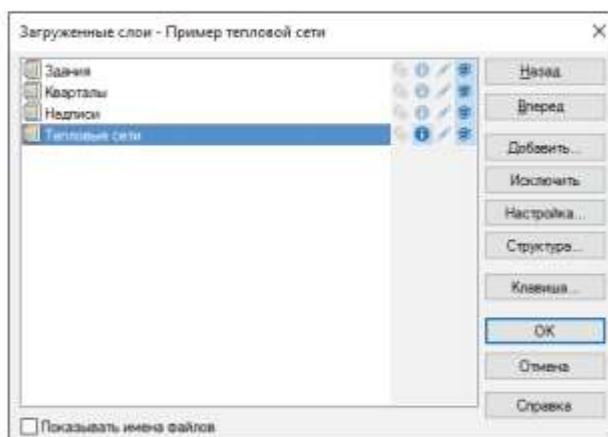 Загруженные слои - Пример тепловой сети
Здания
Кварталы
Надписи
Тепловые сети
Назад
Вперед
Добавить...
Исключить
Настройка...
Структура...
Клавиша...
OK
Отмена
Справка
Показывать имена файлов